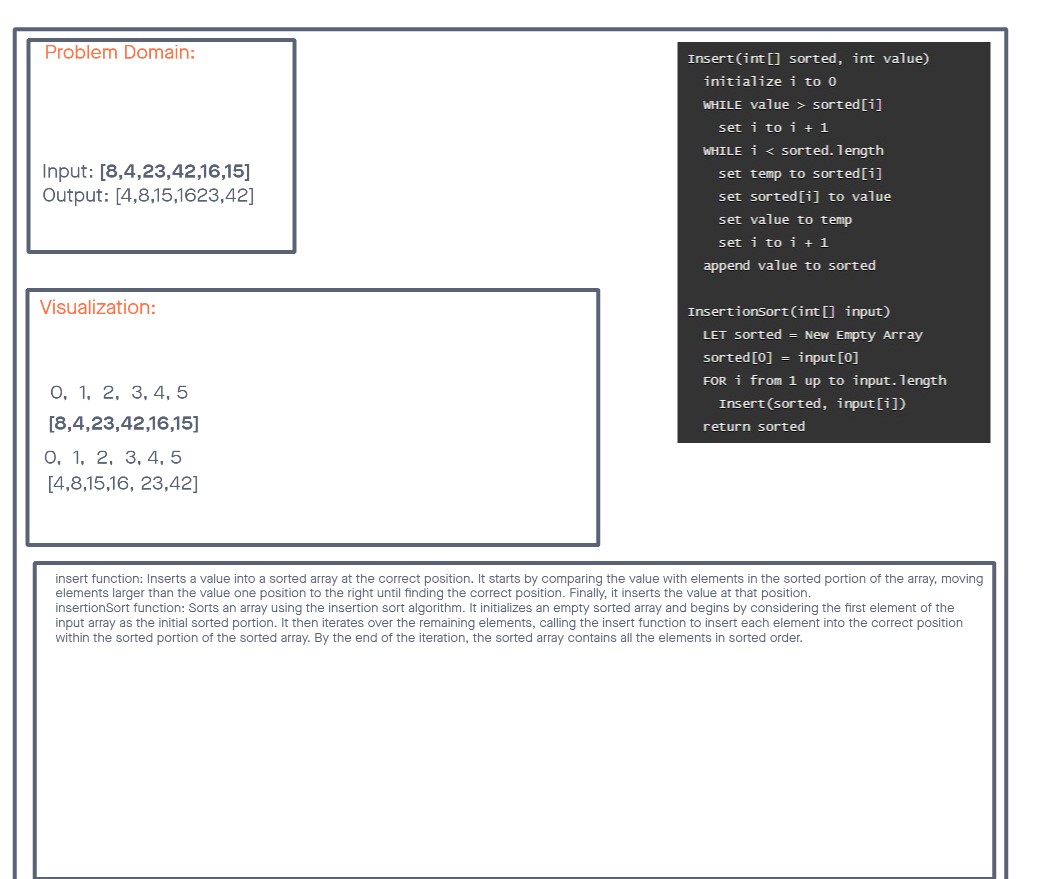 Problem Domain:
Input: [8,4,23,42,16,15]
Output: [4,8,15,1623,42]
Visualization:
0, 1, 2, 3, 4, 5
[8,4,23,42,16,15]
0, 1, 2, 3, 4, 5
[4,8,15,16, 23,42]
Insert(int[] sorted, int value)
initialize i to 0
WHILE value > sorted[i]
set i to i + 1
WHILE i < sorted.length
set temp to sorted[i]
set sorted[i] to value
set value to temp
set i to i + 1
append value to sorted
InsertionSort(int[] input)
LET sorted = New Empty Array
sorted[0] = input[0]
FOR i from 1 up to input.length
Insert(sorted, input[i])
return sorted
insert function: Inserts a value into a sorted array at the correct position. It starts by comparing the value with elements in the sorted portion of the array, moving
elements larger than the value one position to the right until finding the correct position. Finally, it inserts the value at that position.
insertionSort function: Sorts an array using the insertion sort algorithm. It initializes an empty sorted array and begins by considering the first element of the
input array as the initial sorted portion. It then iterates over the remaining elements, calling the insert function to insert each element into the correct position
within the sorted portion of the sorted array. By the end of the iteration, the sorted array contains all the elements in sorted order.